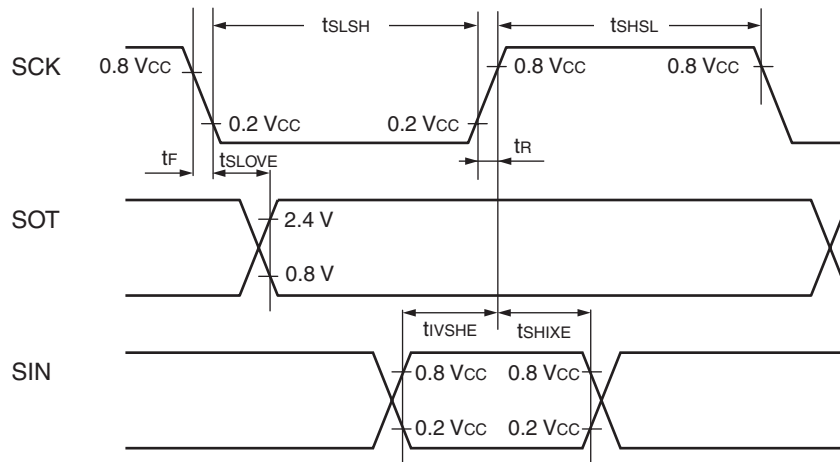 tSLSH tSHSL
SCK 0.8 VCC 0.8 VCC 0.8 VCC
0.2 VCC 0.2 VCC
tF tSLOVE tR
SOT 2.4 V
0.8 V
tIVSHE tSHIXE
SIN 0.8 VCC 0.8 VCC
0.2 VCC 0.2 VCC